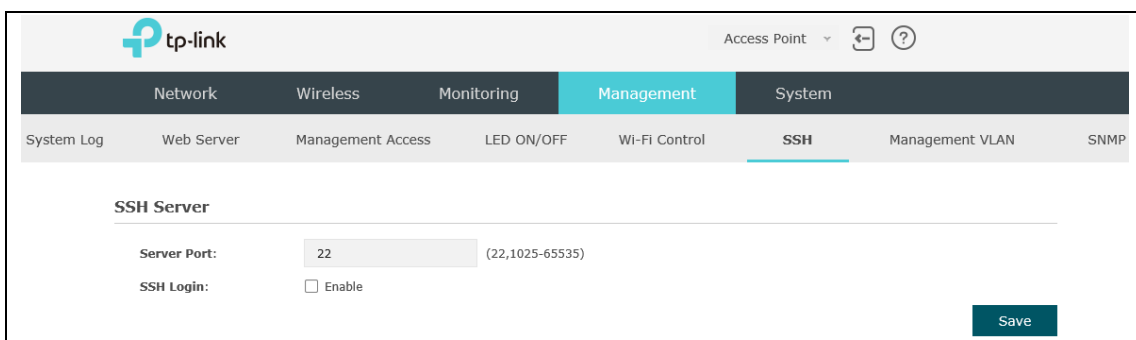 tp-link
Access Point
Network Wireless Monitoring Management System
System Log Web Server Management Access LED ON/OFF Wi-Fi Control SSH Management VLAN SNMP
SSH Server
Server Port: 22 (22,1025-65535)
SSH Login: Enable
Save